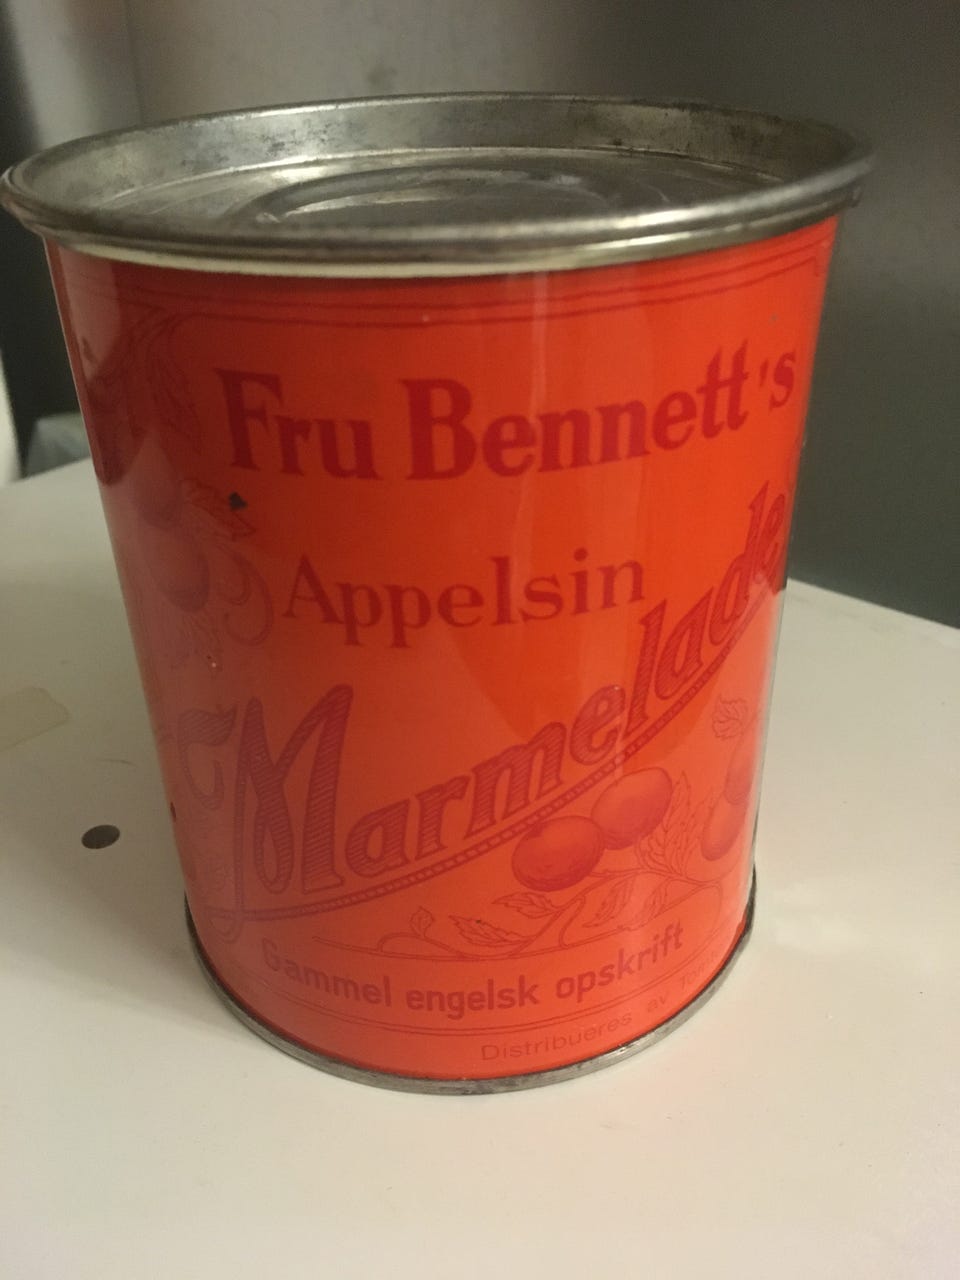 Fru Bennett's
Appelsin
Marmelade
Gammel engelsk opskrift
Distribueres av